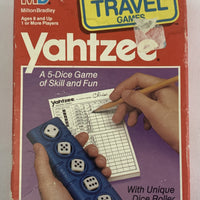 MB
Milton Bradley
Ages 8 and Up
1 or More Players
TRAVEL
GAMES
yahtzee
A 5-Dice Game
of Skill and Fun
Yahtzee
With Unique
Dice Roller